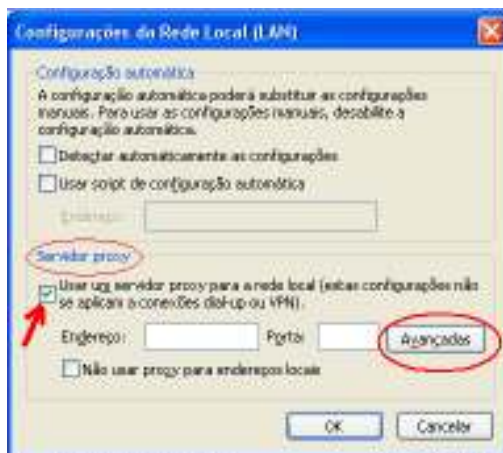 Configurações da Rede Local (LAN)
Configuração automática
A configuração automática poderá substituir as configurações
manuais. Para usar as configurações manuais, desabilite a
configuração automática.
Detectar automaticamente as configurações
Usar script de configuração automática
Endereço:
Servidor proxy
Usar um servidor proxy para a rede local (estas configurações não
se aplicam a conexões dial-up ou VPN).
Endereço: Porta: Avançadas
Não usar proxy para endereços locais
OK Cancelar